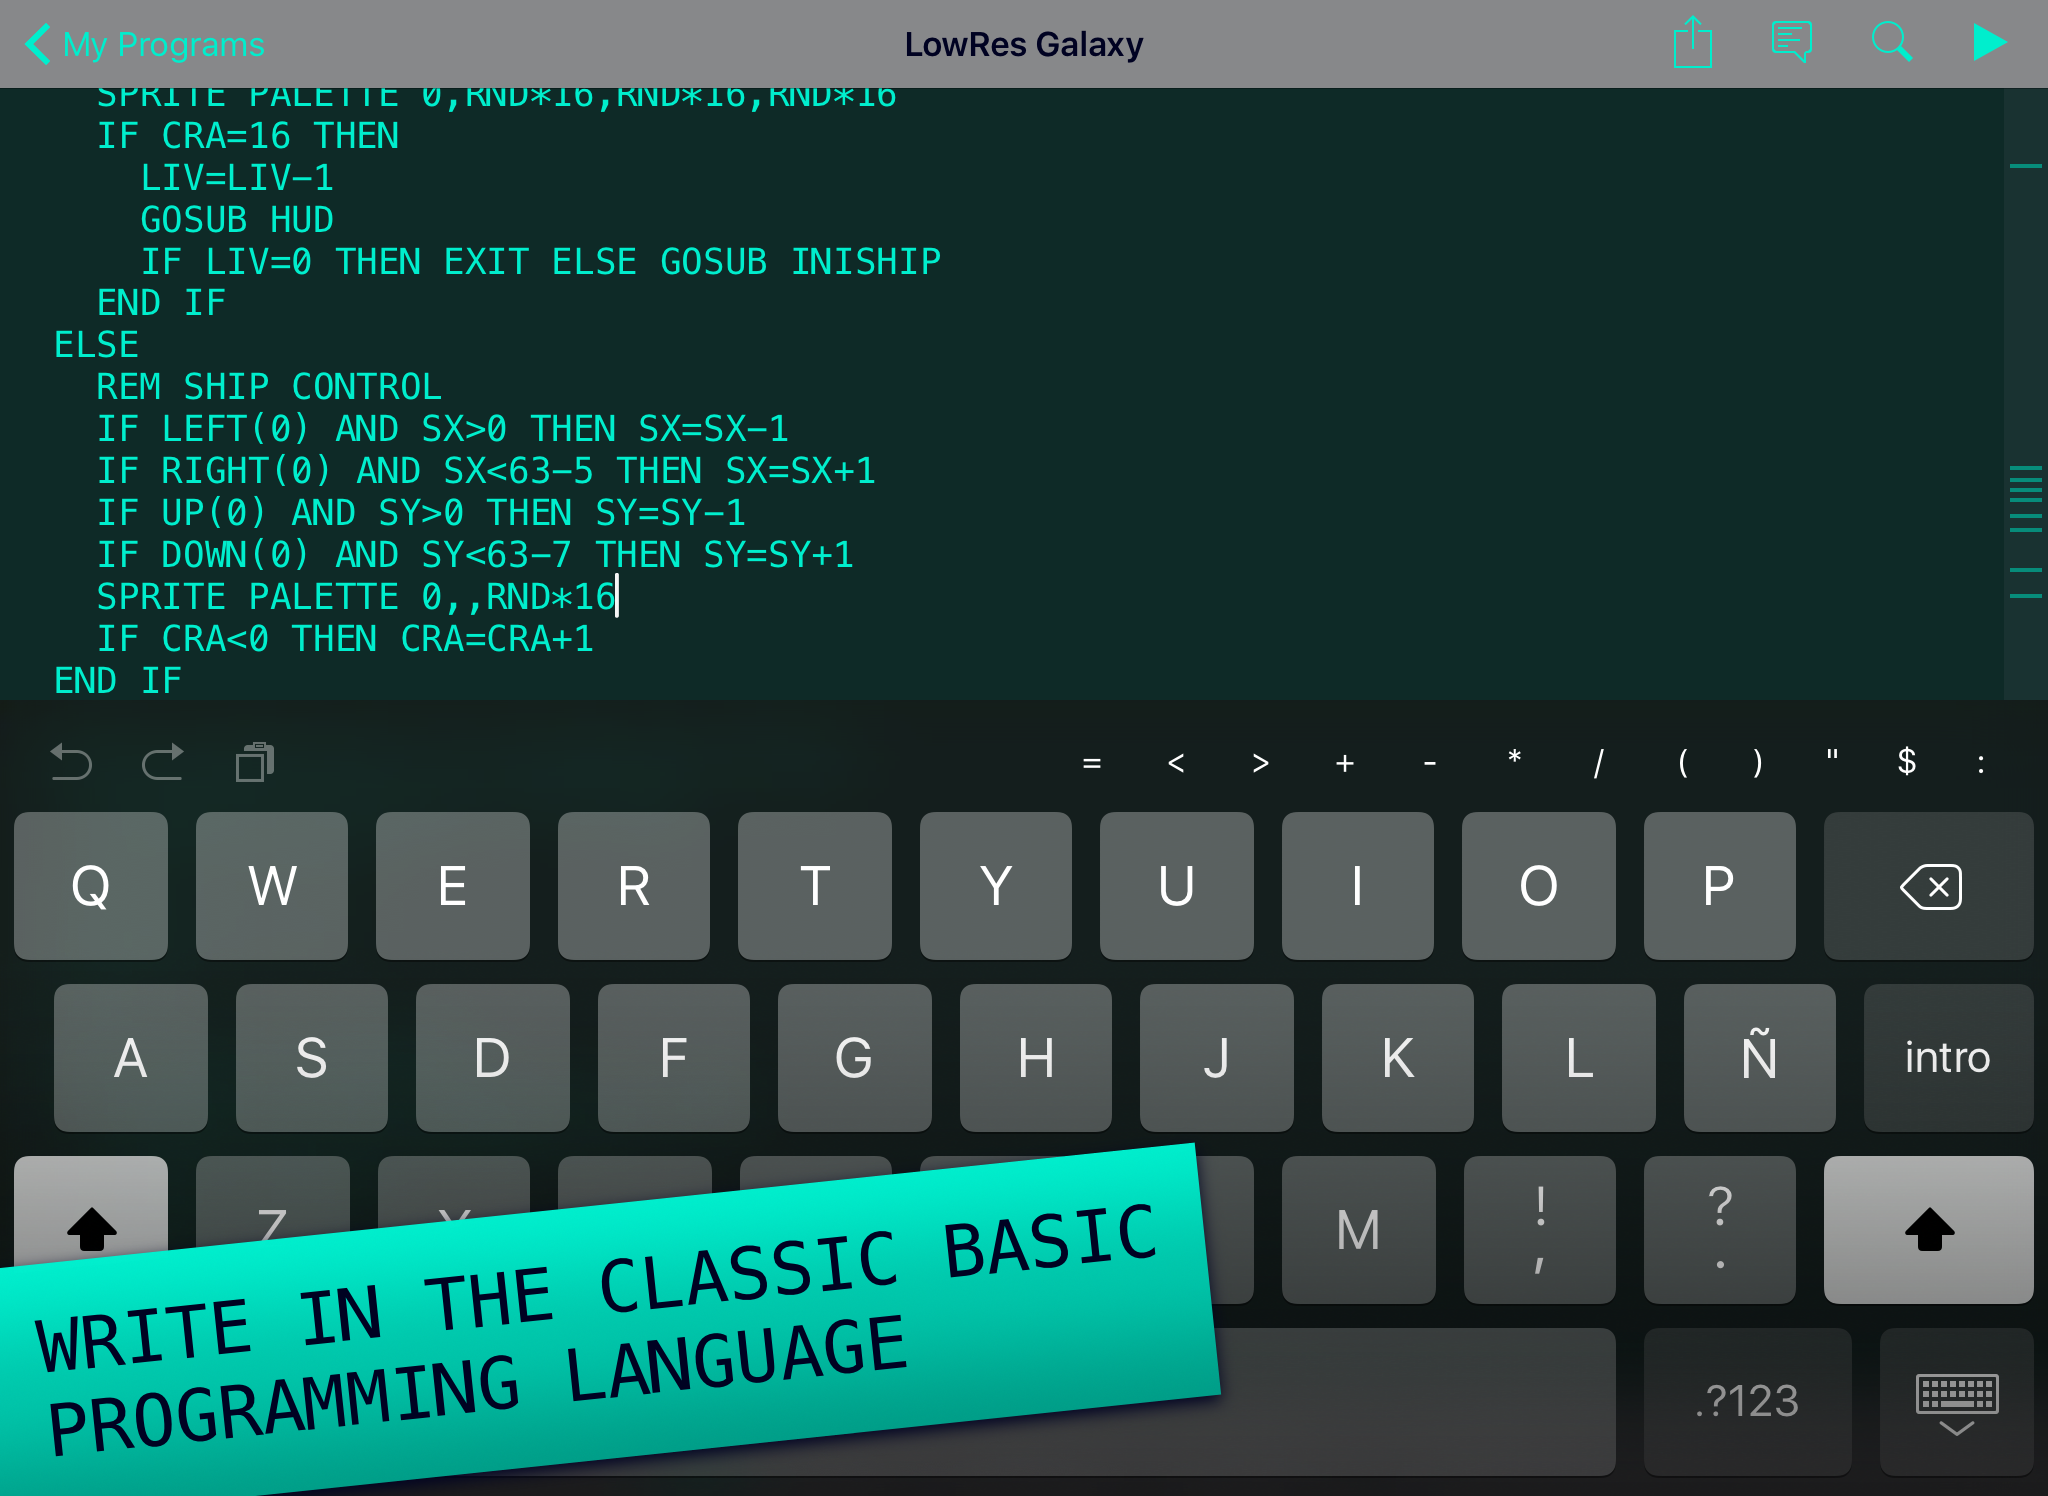 My Programs
LowRes Galaxy
SPRITE PALETTE 0,RND*16,RND*16,RND*16
IF CRA=16 THEN
LIV=LIV-1
GOSUB HUD
IF LIV=0 THEN EXIT ELSE GOSUB INISHIP
END IF
ELSE
REM SHIP CONTROL
IF LEFT(0) AND SX>0 THEN SX=SX-1
IF RIGHT(0) AND SX<63-5 THEN SX=SX+1
IF UP(0) AND SY>0 THEN SY=SY-1
IF DOWN(0) AND SY<63-7 THEN SY=SY+1
SPRITE PALETTE 0,,RND*16
IF CRA<0 THEN CRA=CRA+1
END IF
= < > + - * / ( ) " $ :
Q W E R T Y U I O P
A S D F G H J K L Ñ intro
Z X M ! , ? .
WRITE IN THE CLASSIC BASIC
PROGRAMMING LANGUAGE
.?123